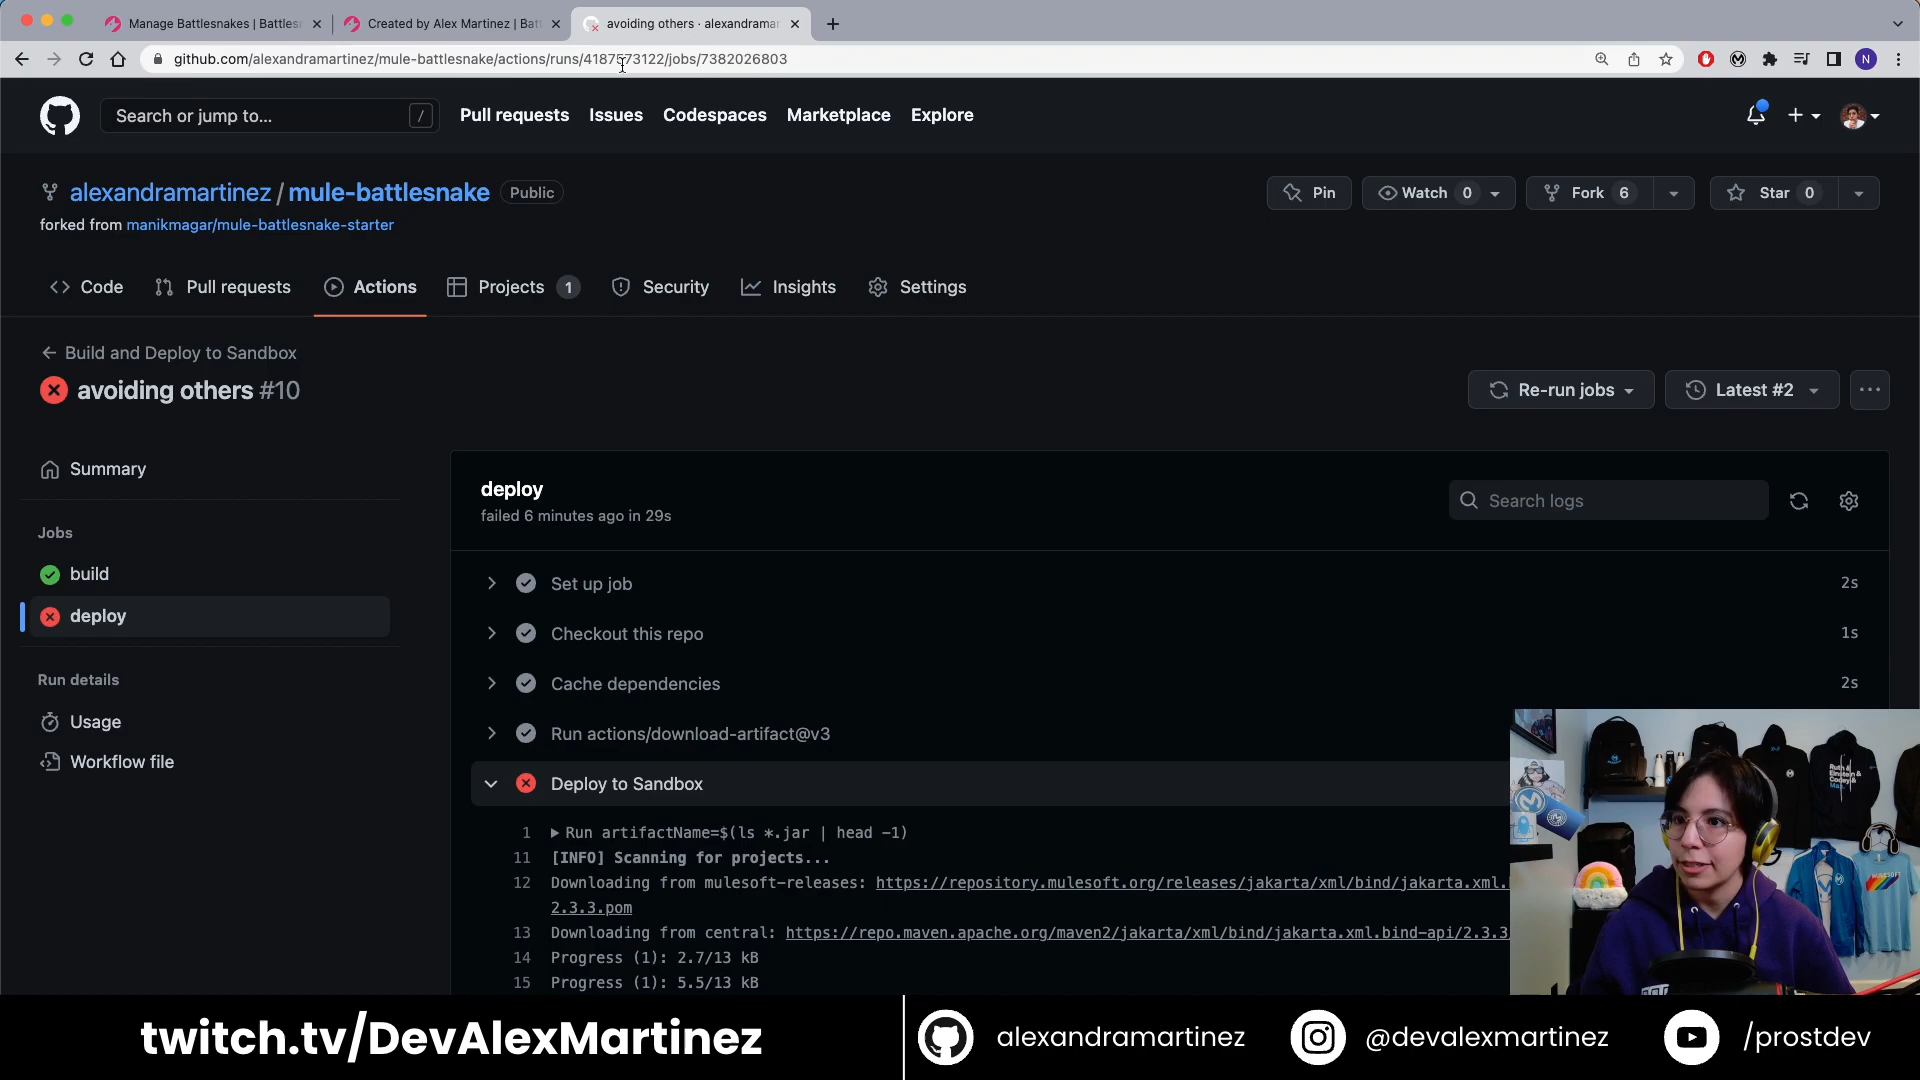 Manage Battlesnakes | Battles
Created by Alex Martinez | Bat
avoiding others · alexandramar
github.com/alexandramartinez/mule-battlesnake/actions/runs/4187573122/jobs/7382026803
N
Search or jump to...
/
Pull requests
Issues
Codespaces
Marketplace
Explore
alexandramartinez / mule-battlesnake
Public
forked from manikmagar/mule-battlesnake-starter
Pin
Watch 0
Fork 6
Star 0
Code
Pull requests
Actions
Projects 1
Security
Insights
Settings
Build and Deploy to Sandbox
avoiding others #10
Re-run jobs
Latest #2
Summary
Jobs
build
deploy
Run details
Usage
Workflow file
deploy
failed 6 minutes ago in 29s
Search logs
Set up job 2s
Checkout this repo 1s
Cache dependencies 2s
Run actions/download-artifact@v3
Deploy to Sandbox
1 Run artifactName=$(ls *.jar | head -1)
11 [INFO] Scanning for projects...
12 Downloading from mulesoft-releases: https://repository.mulesoft.org/releases/jakarta/xml/bind/jakarta.xml.
2.3.3.pom
13 Downloading from central: https://repo.maven.apache.org/maven2/jakarta/xml/bind/jakarta.xml.bind-api/2.3.3
14 Progress (1): 2.7/13 kB
15 Progress (1): 5.5/13 kB
Ruth &
Einstein
& Codey &
Max.
twitch.tv/DevAlexMartinez
alexandramartinez
@devalexmartinez
/prostdev